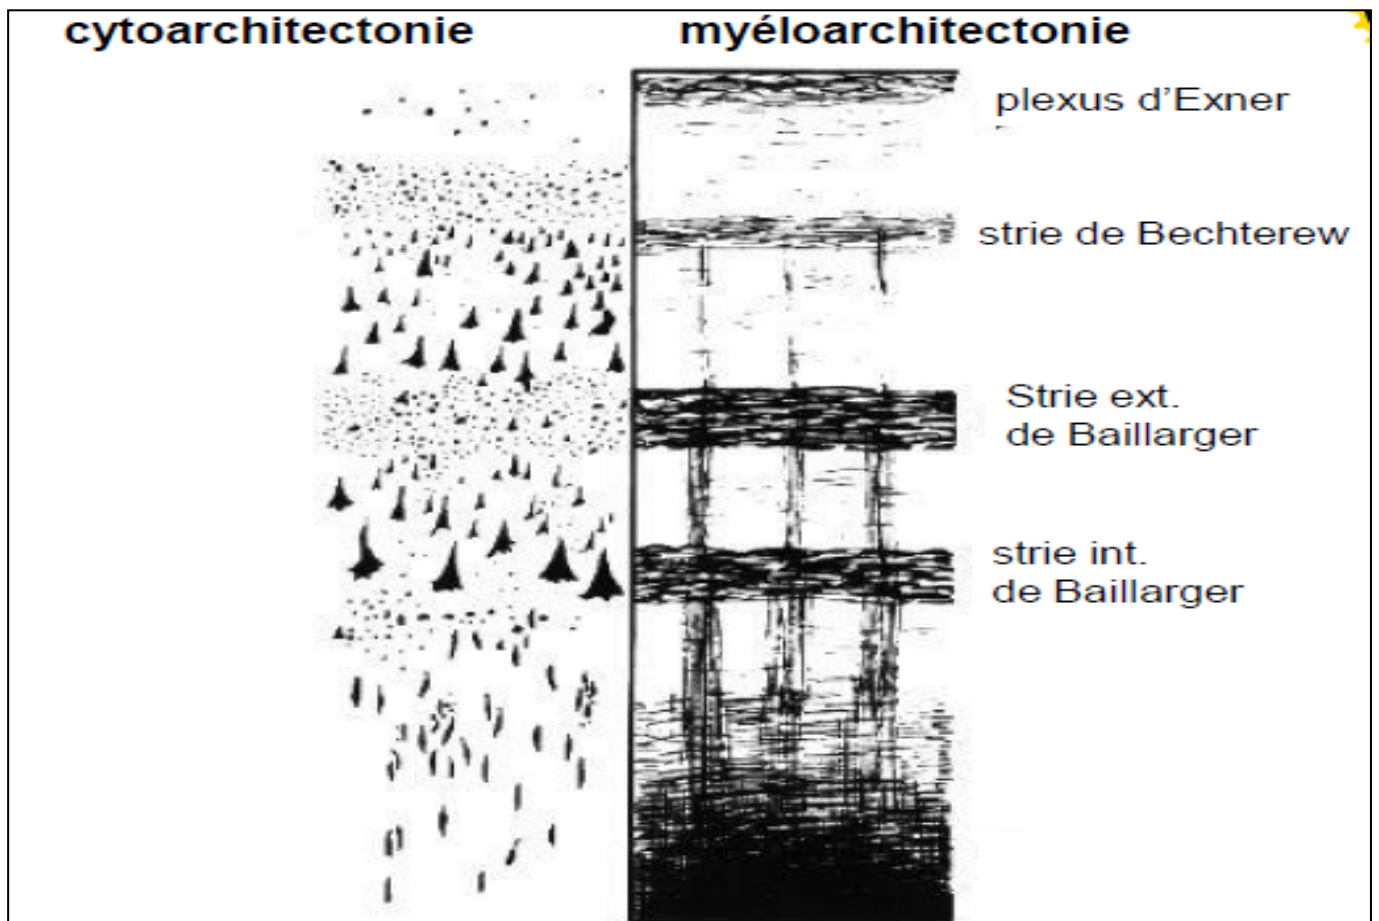 cytoarchitectonie
myéloarchitectonie
plexus d'Exner
strie de Bechterew
Strie ext.
de Baillarger
strie int.
de Baillarger